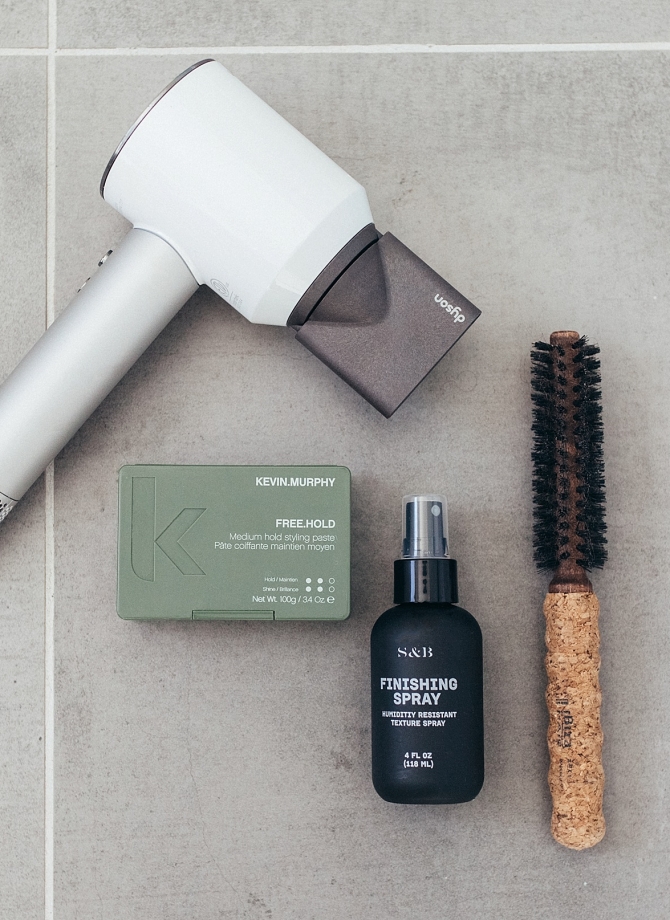 dyson
KEVIN.MURPHY
FREE.HOLD
Medium hold styling paste
Pâte coiffante maintien moyen
Hold / Maintien
Shine / Brillance
Net Wt. 100g / 3.4 Oz. ℮
S&B
FINISHING
SPRAY
HUMIDITIY RESISTANT
TEXTURE SPRAY
4 FL OZ
(118 ML)